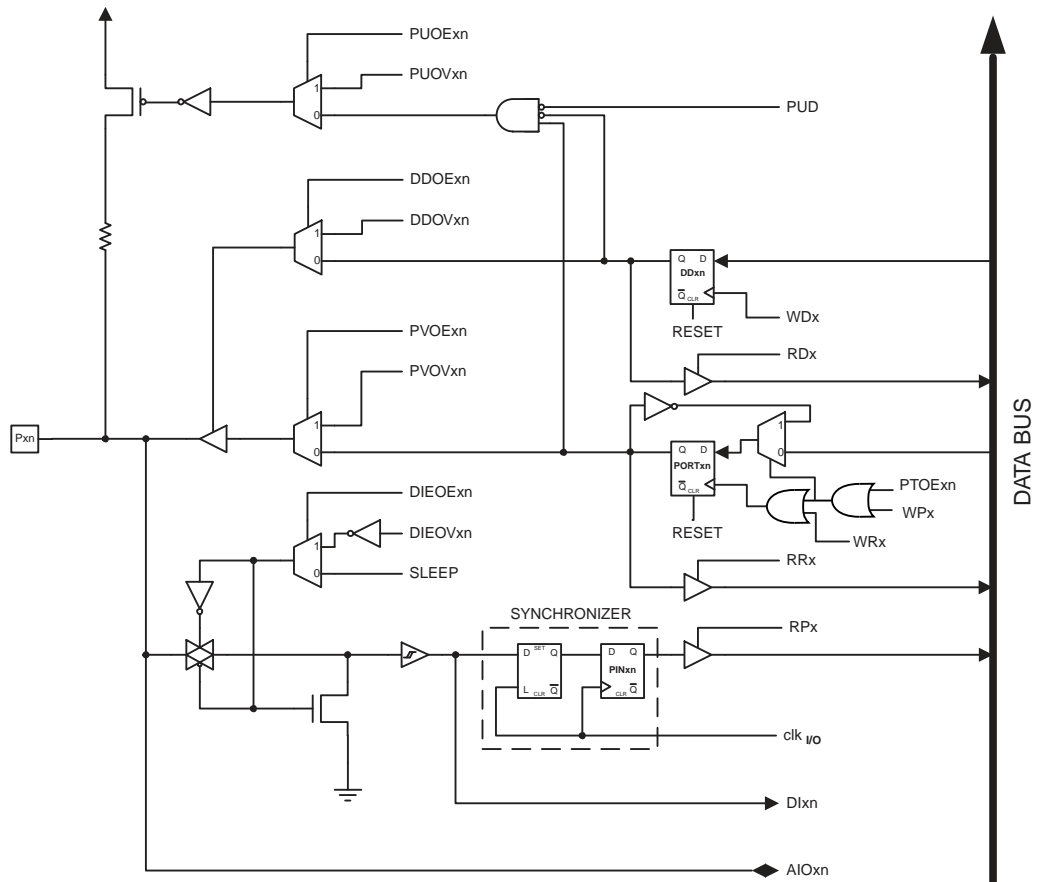 PUOExn
PUOVxn
1
0
PUD
DDOExn
DDOVxn
1
0
Q D
DDxn
Q CLR
WDx
RESET
RDx
PVOExn
PVOVxn
1
0
Pxn
1
0
Q D
PORTxn
Q CLR
PTOExn
WPx
RESET
WRx
RRx
DATA BUS
DIEOExn
DIEOVxn
1
0
SLEEP
SYNCHRONIZER
D SET Q
L CLR Q
D Q
PINxn
CLR Q
RPx
clk I/O
DIxn
AIOxn